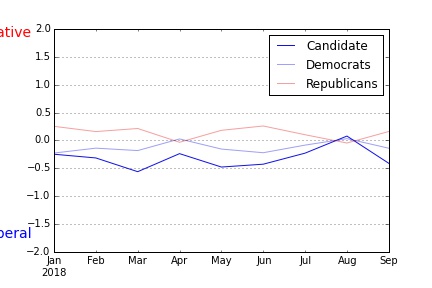 ative
2.0
1.5
1.0
0.5
0.0
−0.5
−1.0
−1.5
−2.0
beral
Candidate
Democrats
Republicans
Jan Feb Mar Apr May Jun Jul Aug Sep
2018